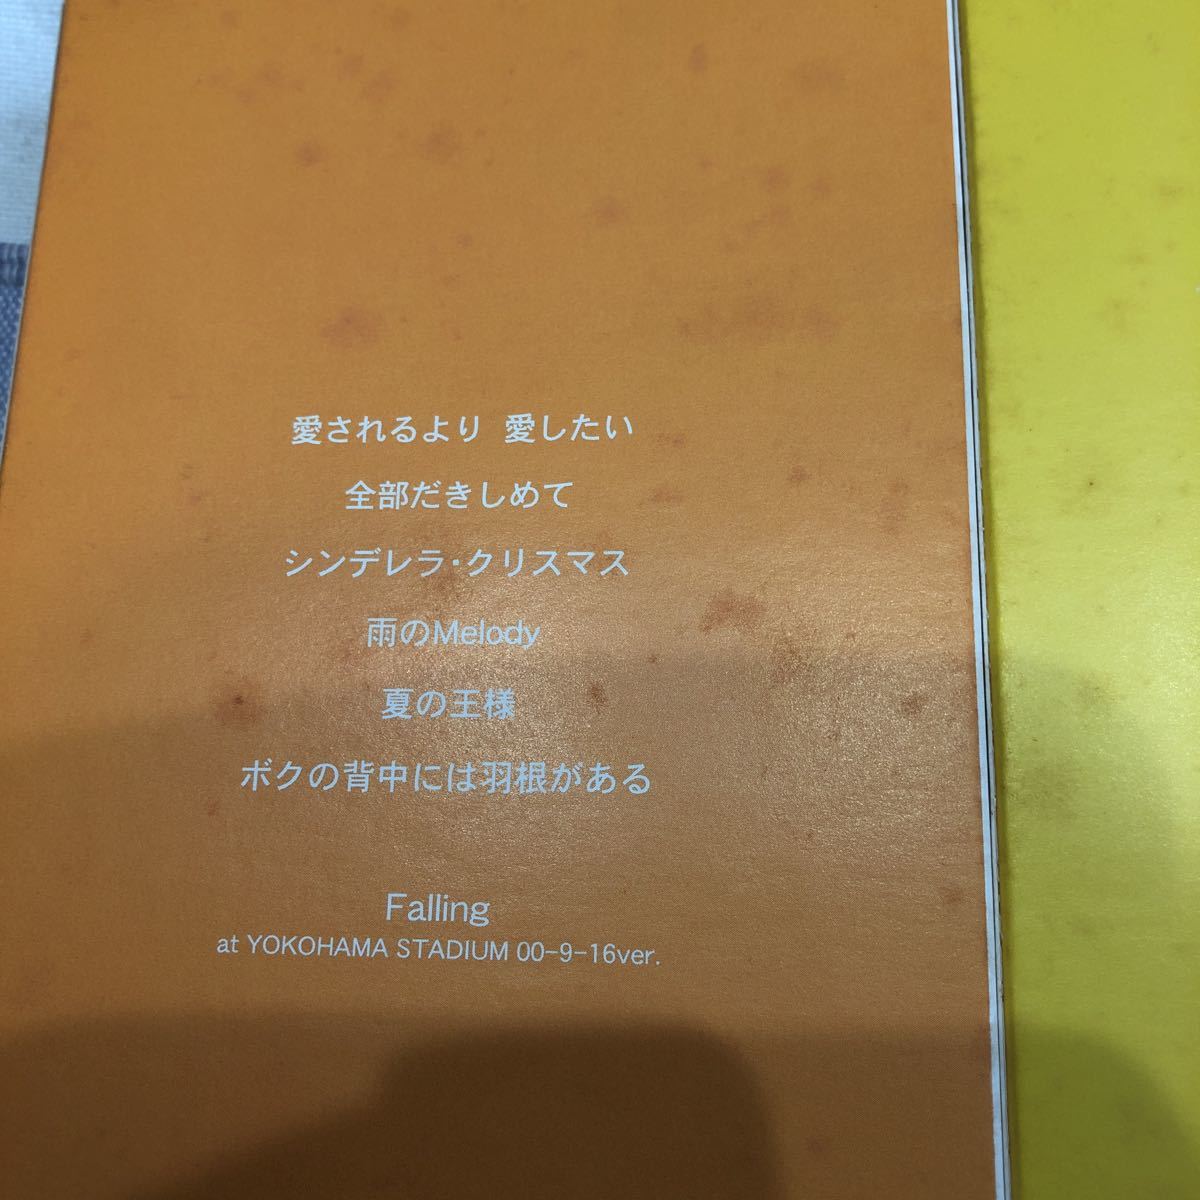 愛されるより 愛したい
全部だきしめて
シンデレラ・クリスマス
雨のMelody
夏の王様
ボクの背中には羽根がある
Falling
at YOKOHAMA STADIUM 00-9-16ver.